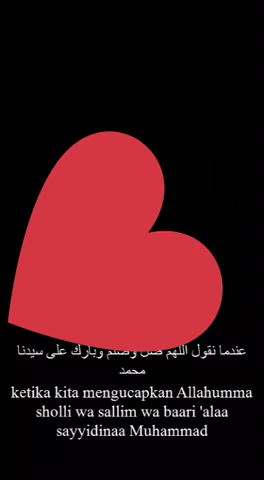 عندما نقول اللهم صل وسلم وبارك على سيدنا
محمد
ketika kita mengucapkan Allahumma
sholli wa sallim wa baari 'alaa
sayyidinaa Muhammad